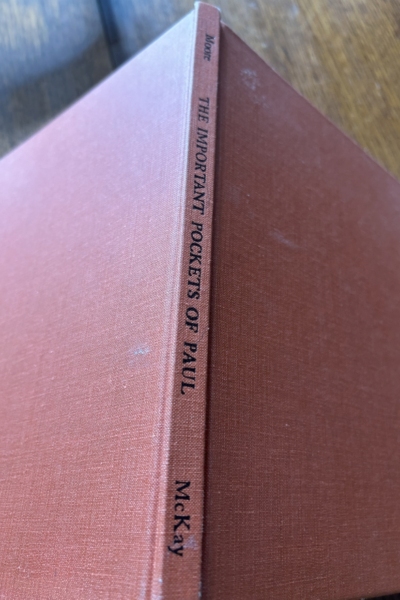 Moore
THE IMPORTANT POCKETS OF PAUL
McKay